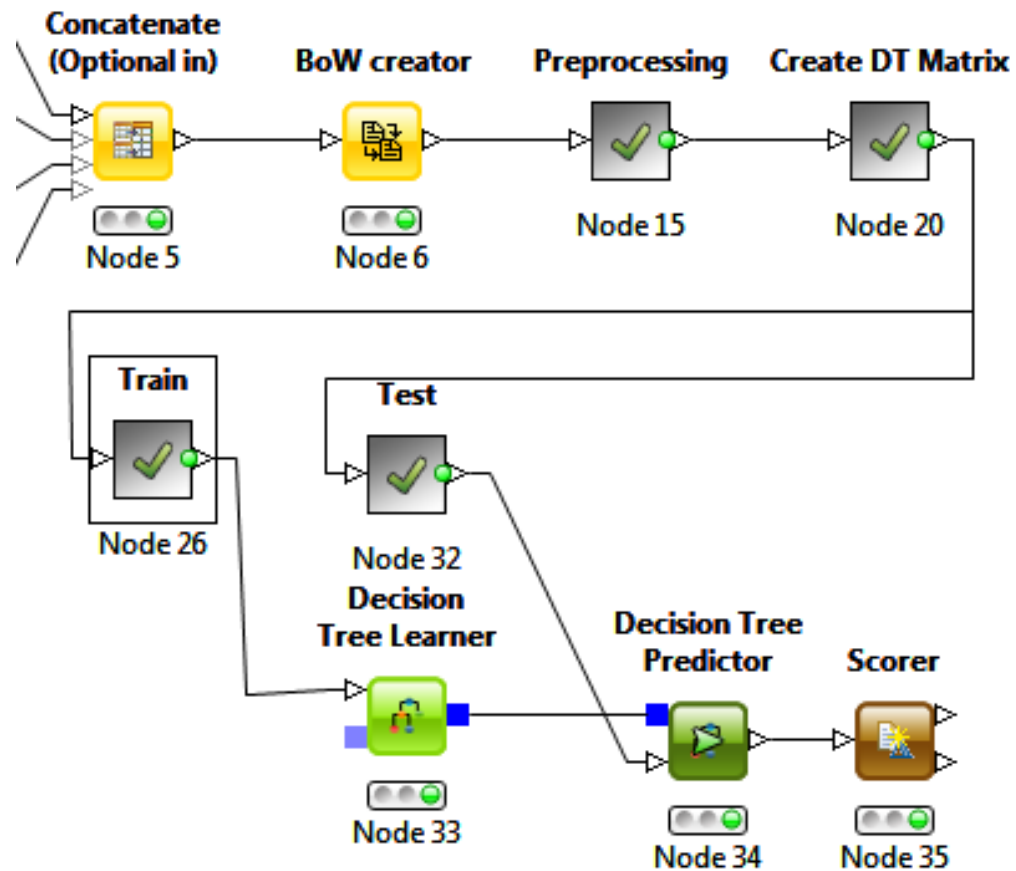 Concatenate
(Optional in)
BoW creator
Preprocessing
Create DT Matrix
Node 5
Node 6
Node 15
Node 20
Train
Test
Node 26
Node 32
Decision
Tree Learner
Decision Tree
Predictor
Scorer
Node 33
Node 34
Node 35